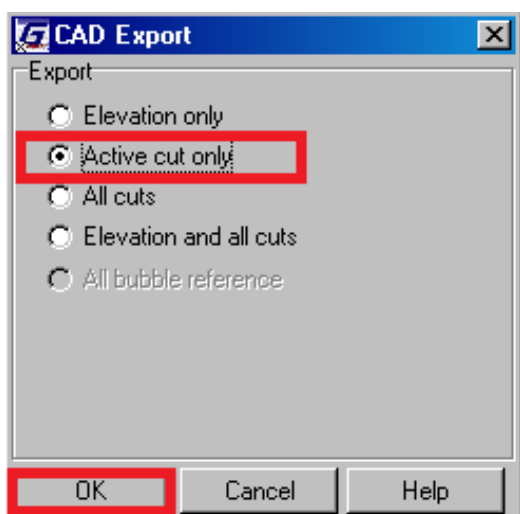 CAD Export
Export
Elevation only
Active cut only
All cuts
Elevation and all cuts
All bubble reference
OK Cancel Help